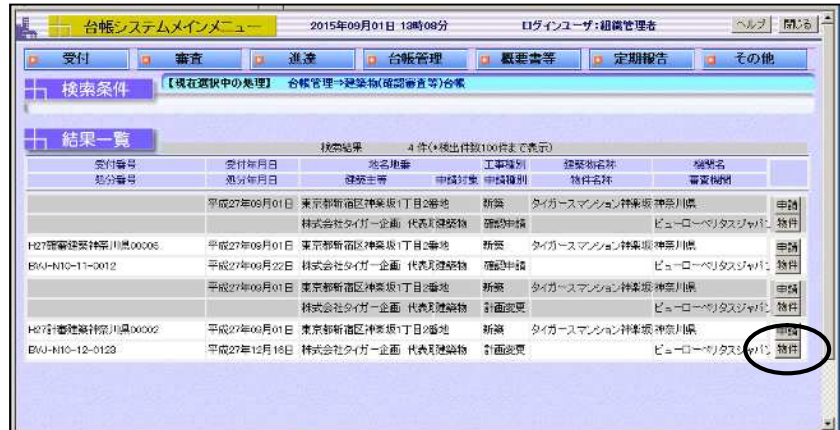 台帳システムメインメニュー 2015年09月01日 13時08分 ログインユーザ:組織管理者 ヘルプ 閉じる
受付 審査 進達 台帳管理 概要書等 定期報告 その他
検索条件 【現在選択中の処理】 台帳管理⇒建築物(確認審査等)台帳
結果一覧 検索結果 4 件(*検出件数100件まで表示)
受付番号 受付年月日 地名地番 工事種別 建築物名称 機関名
処分番号 処分年月日 建築主等 申請対象 申請種別 物件名称 審査機関
平成27年09月01日 東京都新宿区神楽坂1丁目2番地 新築 タイガースマンション神楽坂 神奈川県 申請
株式会社タイガー企画 代表 建築物 確認申請 ビューローベリタスジャパン 物件
H27確審建築神奈川県00005 平成27年09月01日 東京都新宿区神楽坂1丁目2番地 新築 タイガースマンション神楽坂 神奈川県 申請
BVJ-N10-11-0012 平成27年09月22日 株式会社タイガー企画 代表 建築物 確認申請 ビューローベリタスジャパン 物件
平成27年09月01日 東京都新宿区神楽坂1丁目2番地 新築 タイガースマンション神楽坂 神奈川県 申請
株式会社タイガー企画 代表 建築物 計画変更 ビューローベリタスジャパン 物件
H27計審建築神奈川県00002 平成27年09月01日 東京都新宿区神楽坂1丁目2番地 新築 タイガースマンション神楽坂 神奈川県 申請
BVJ-N10-12-0123 平成27年12月16日 株式会社タイガー企画 代表 建築物 計画変更 ビューローベリタスジャパン 物件